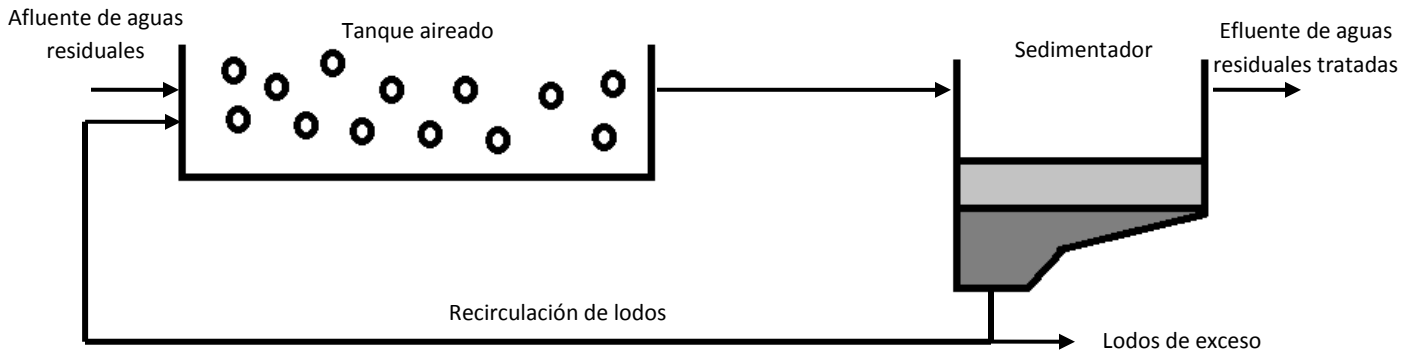 Afluente de aguas
residuales
Tanque aireado
Sedimentador
Efluente de aguas
residuales tratadas
Recirculación de lodos
Lodos de exceso